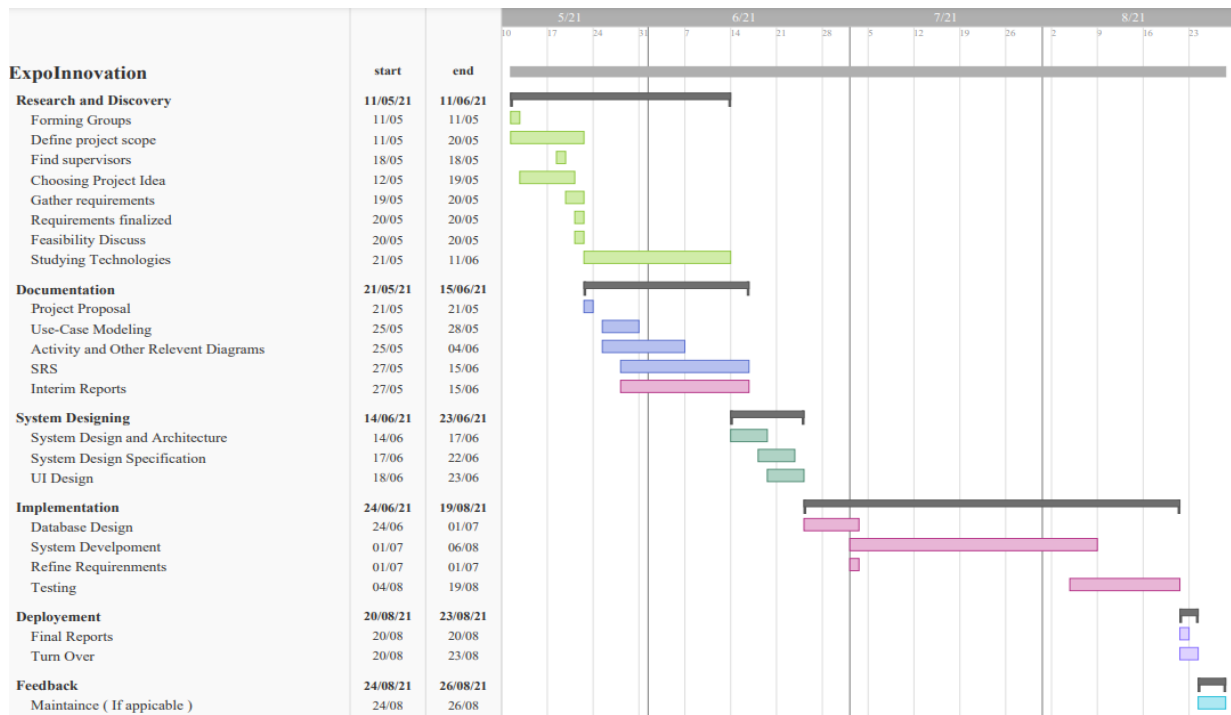 5/21 6/21 7/21 8/21
10 17 24 31 7 14 21 28 5 12 19 26 2 9 16 23
ExpoInnovation start end
Research and Discovery 11/05/21 11/06/21
Forming Groups 11/05 11/05
Define project scope 11/05 20/05
Find supervisors 18/05 18/05
Choosing Project Idea 12/05 19/05
Gather requirements 19/05 20/05
Requirements finalized 20/05 20/05
Feasibility Discuss 20/05 20/05
Studying Technologies 21/05 11/06
Documentation 21/05/21 15/06/21
Project Proposal 21/05 21/05
Use-Case Modeling 25/05 28/05
Activity and Other Relevent Diagrams 25/05 04/06
SRS 27/05 15/06
Interim Reports 27/05 15/06
System Designing 14/06/21 23/06/21
System Design and Architecture 14/06 17/06
System Design Specification 17/06 22/06
UI Design 18/06 23/06
Implementation 24/06/21 19/08/21
Database Design 24/06 01/07
System Develpoment 01/07 06/08
Refine Requirenments 01/07 01/07
Testing 04/08 19/08
Deployement 20/08/21 23/08/21
Final Reports 20/08 20/08
Turn Over 20/08 23/08
Feedback 24/08/21 26/08/21
Maintaince ( If appicable ) 24/08 26/08